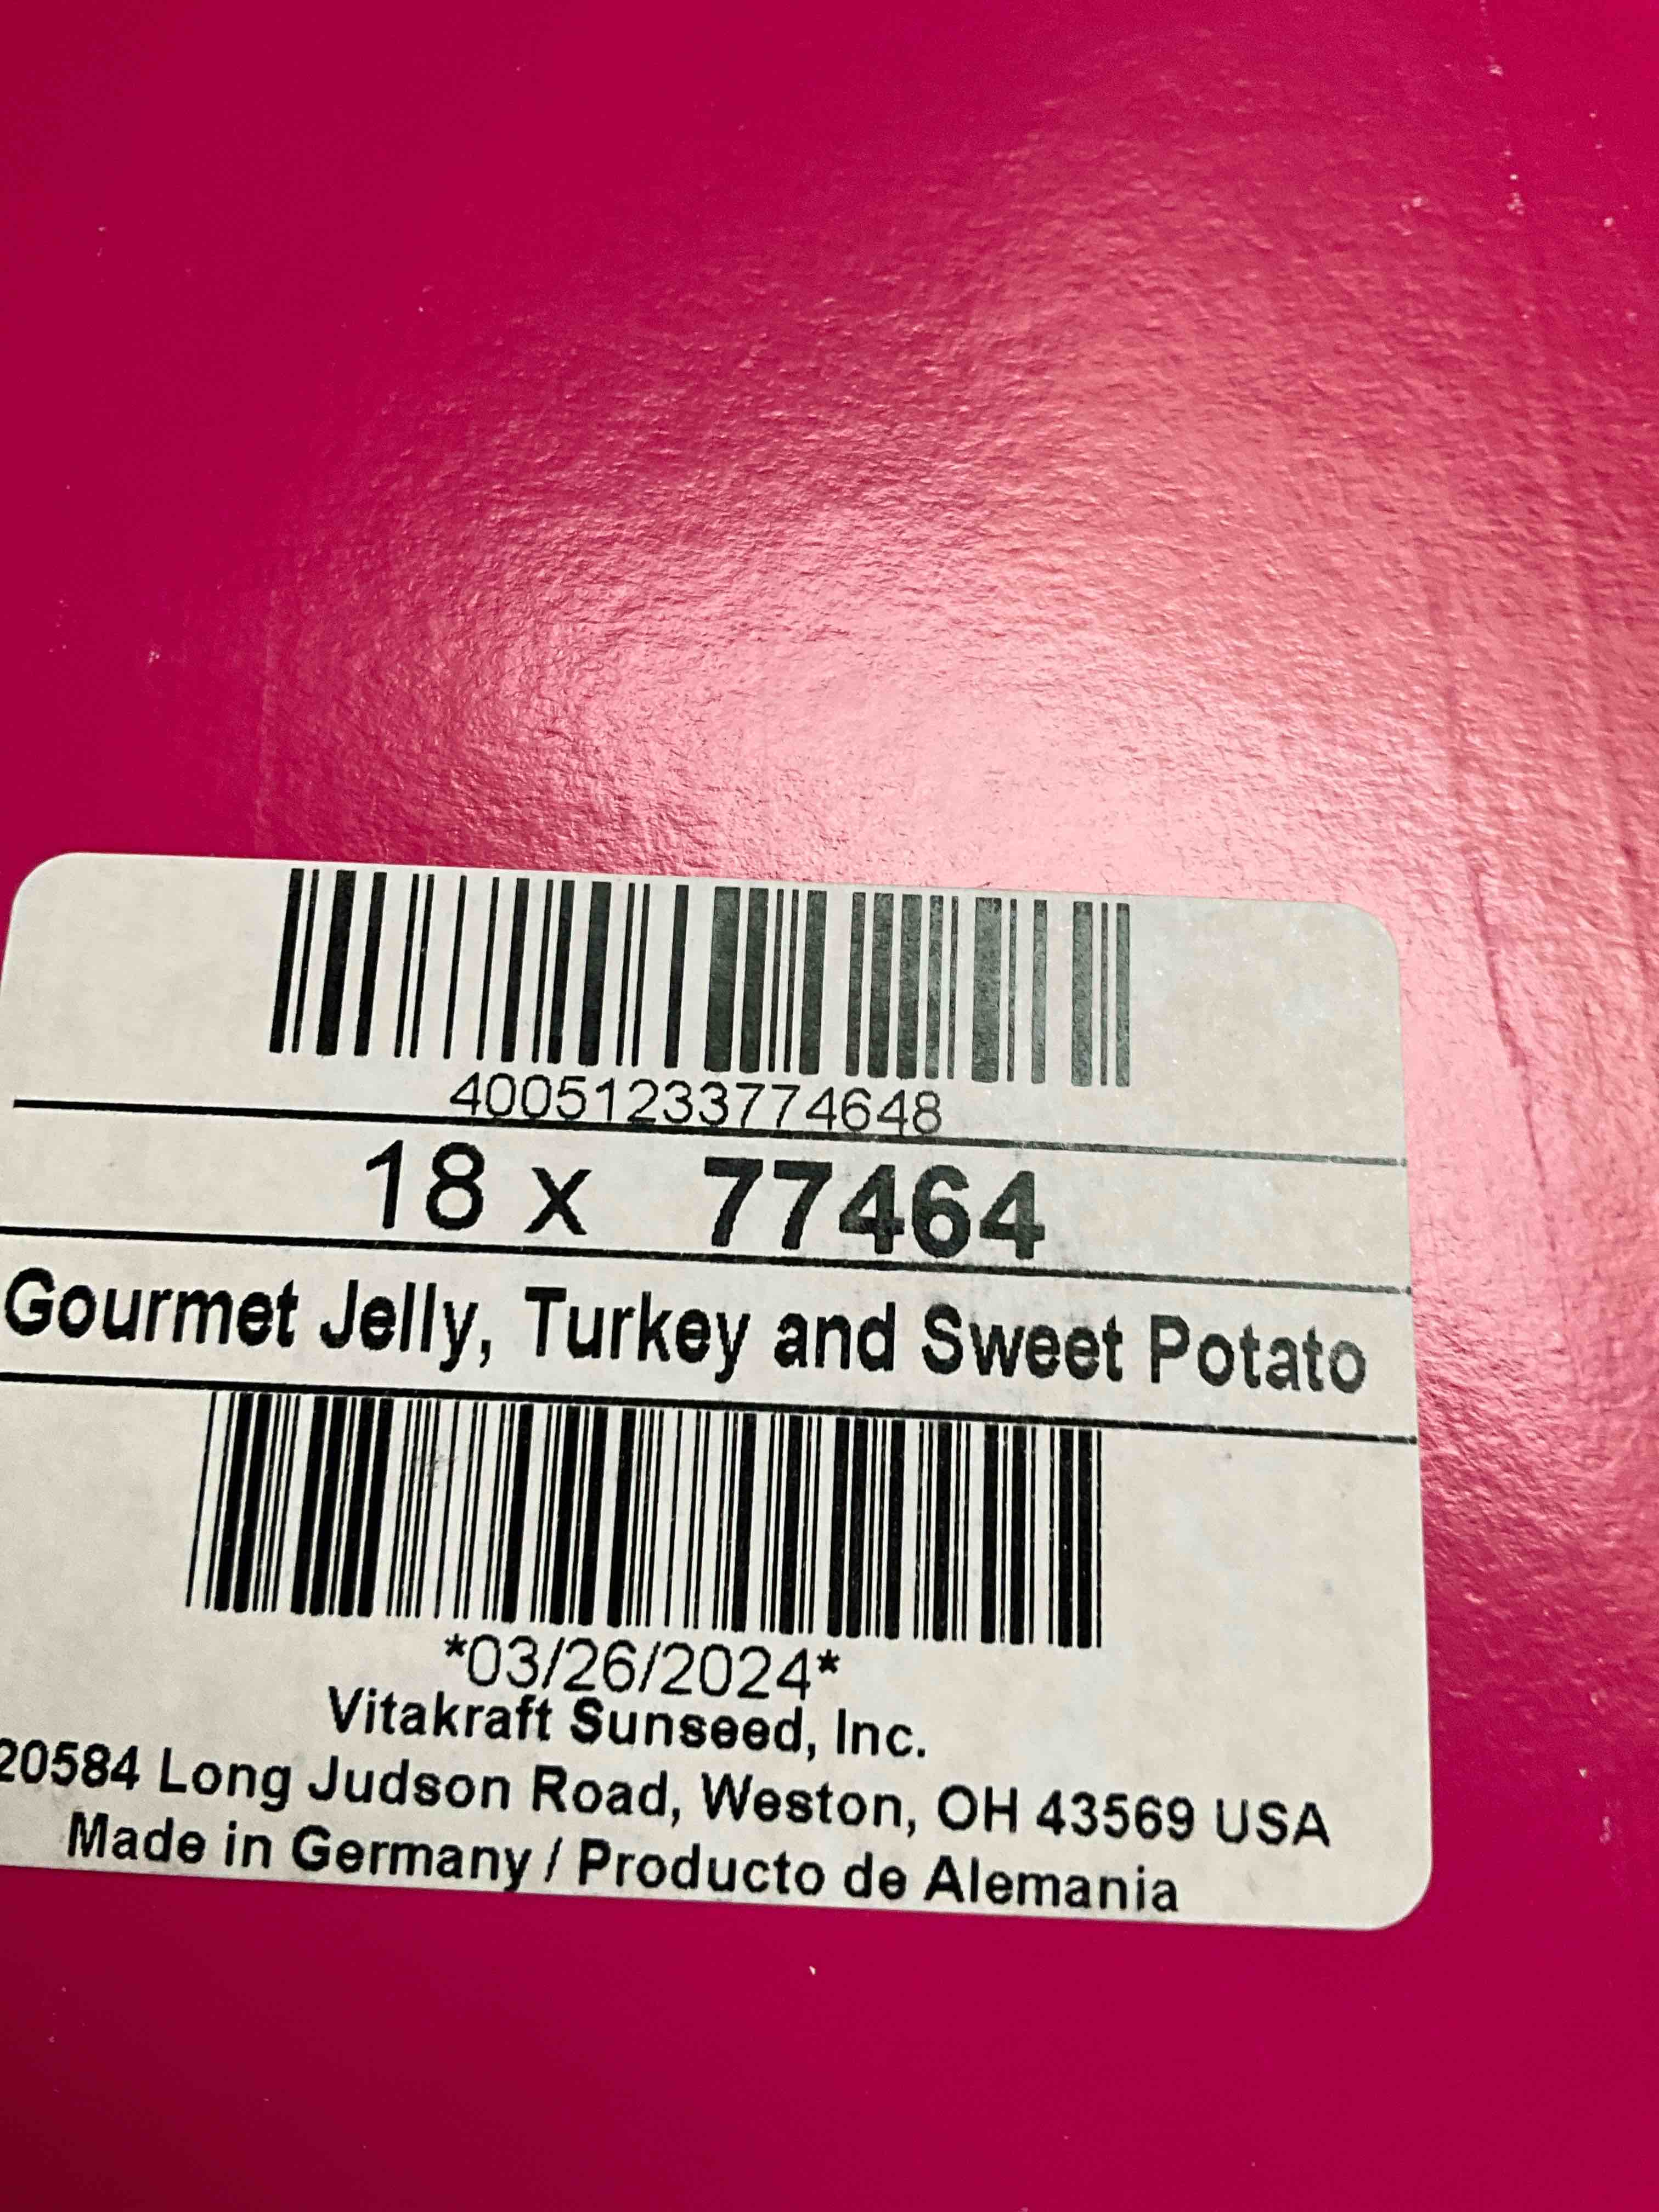 40051233774648
18 x 77464
Gourmet Jelly, Turkey and Sweet Potato
*03/26/2024*
Vitakraft Sunseed, Inc.
20584 Long Judson Road, Weston, OH 43569 USA
Made in Germany / Producto de Alemania